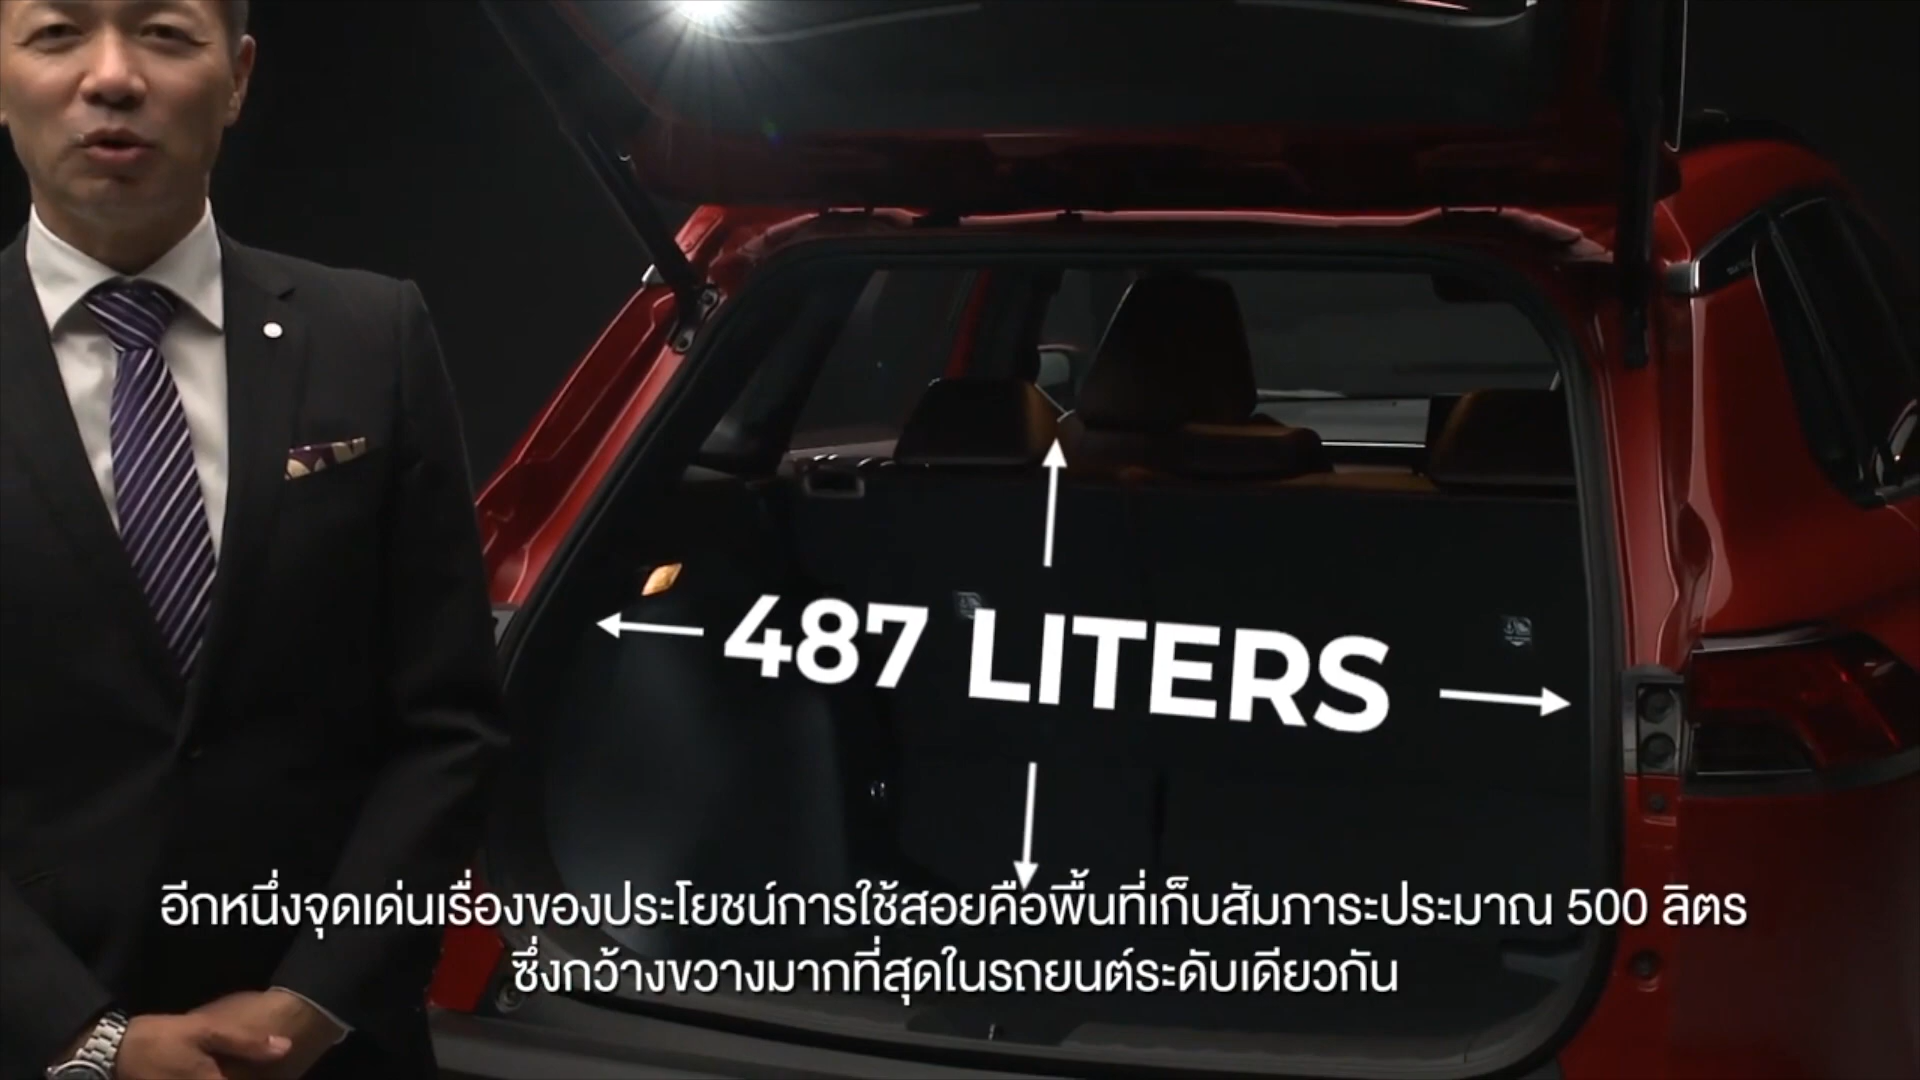 487 LITERS
อีกหนึ่งจุดเด่นเรื่องของประโยชน์การใช้สอยคือพื้นที่เก็บสัมภาระประมาณ 500 ลิตร
ซึ่งกว้างขวางมากที่สุดในรถยนต์ระดับเดียวกัน